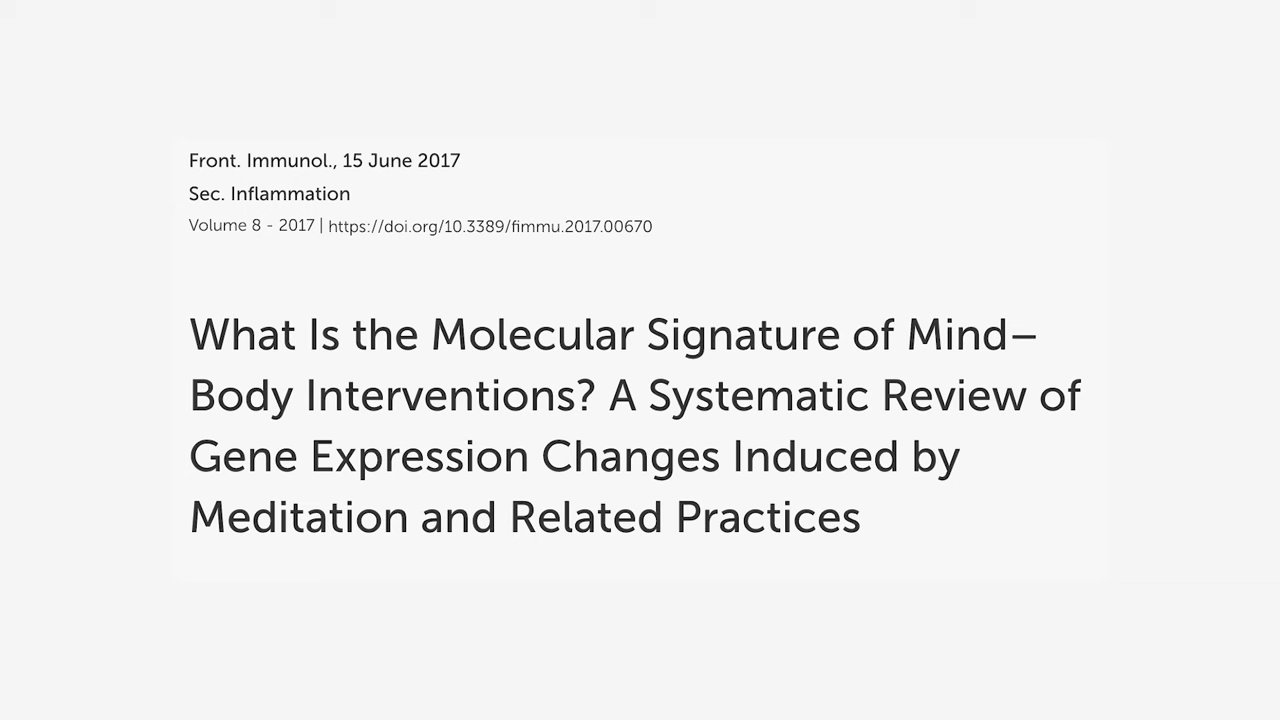 Front. Immunol., 15 June 2017
Sec. Inflammation
Volume 8 - 2017 | https://doi.org/10.3389/fimmu.2017.00670
What Is the Molecular Signature of Mind–
Body Interventions? A Systematic Review of
Gene Expression Changes Induced by
Meditation and Related Practices